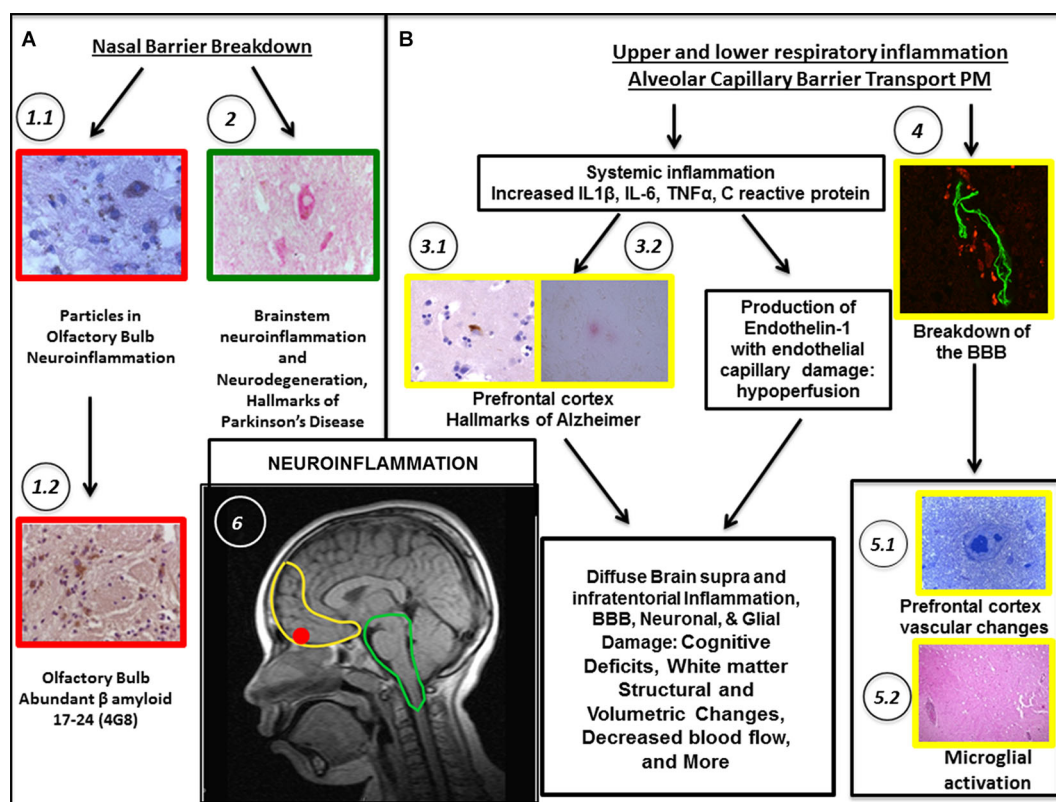 A
Nasal Barrier Breakdown
1.1
2
Particles in
Olfactory Bulb
Neuroinflammation
Brainstem
neuroinflammation
and
Neurodegeneration,
Hallmarks of
Parkinson's Disease
1.2
Olfactory Bulb
Abundant β amyloid
17-24 (4G8)
NEUROINFLAMMATION
6
B
Upper and lower respiratory inflammation
Alveolar Capillary Barrier Transport PM
Systemic inflammation
Increased IL1β, IL-6, TNFα, C reactive protein
3.1
3.2
Prefrontal cortex
Hallmarks of Alzheimer
Production of
Endothelin-1
with endothelial
capillary damage:
hypoperfusion
4
Breakdown of
the BBB
Diffuse Brain supra and
infratentorial Inflammation,
BBB, Neuronal, & Glial
Damage: Cognitive
Deficits, White matter
Structural and
Volumetric Changes,
Decreased blood flow,
and More
5.1
Prefrontal cortex
vascular changes
5.2
Microglial
activation